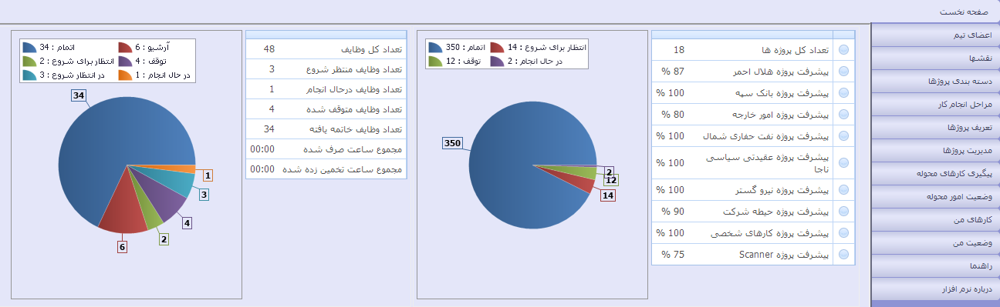 صفحه نخست
اعضای تیم
نقشها
دسته بندی پروژها
مراحل انجام کار
تعریف پروژها
مدیریت پروژها
پیگیری کارهای محوله
وضعیت امور محوله
کارهای من
وضعیت من
راهنما
درباره نرم افزار
تعداد کل پروژه ها 18
پیشرفت پروژه هلال احمر 87 %
پیشرفت پروژه بانک سپه 100 %
پیشرفت پروژه امور خارجه 80 %
پیشرفت پروژه نفت حفاری شمال 100 %
پیشرفت پروژه عقیدتی سیاسی
ناجا 100 %
پیشرفت پروژه نیرو گستر 100 %
پیشرفت پروژه حیطه شرکت 90 %
پیشرفت پروژه کارهای شخصی 100 %
پیشرفت پروژه Scanner 75 %
اتمام : 350 انتظار برای شروع : 14
توقف : 12 در حال انجام : 2
350
2
12
14
تعداد کل وظایف 48
تعداد وظایف منتظر شروع 3
تعداد وظایف درحال انجام 1
تعداد وظایف متوقف شده 4
تعداد وظایف خاتمه یافته 34
مجموع ساعت صرف شده 00:00
مجموع ساعت تخمین زده شده 00:00
اتمام : 34 آرشیو : 6
انتظار برای شروع : 2 توقف : 4
در انتظار شروع : 3 در حال انجام : 1
34
1
3
4
2
6